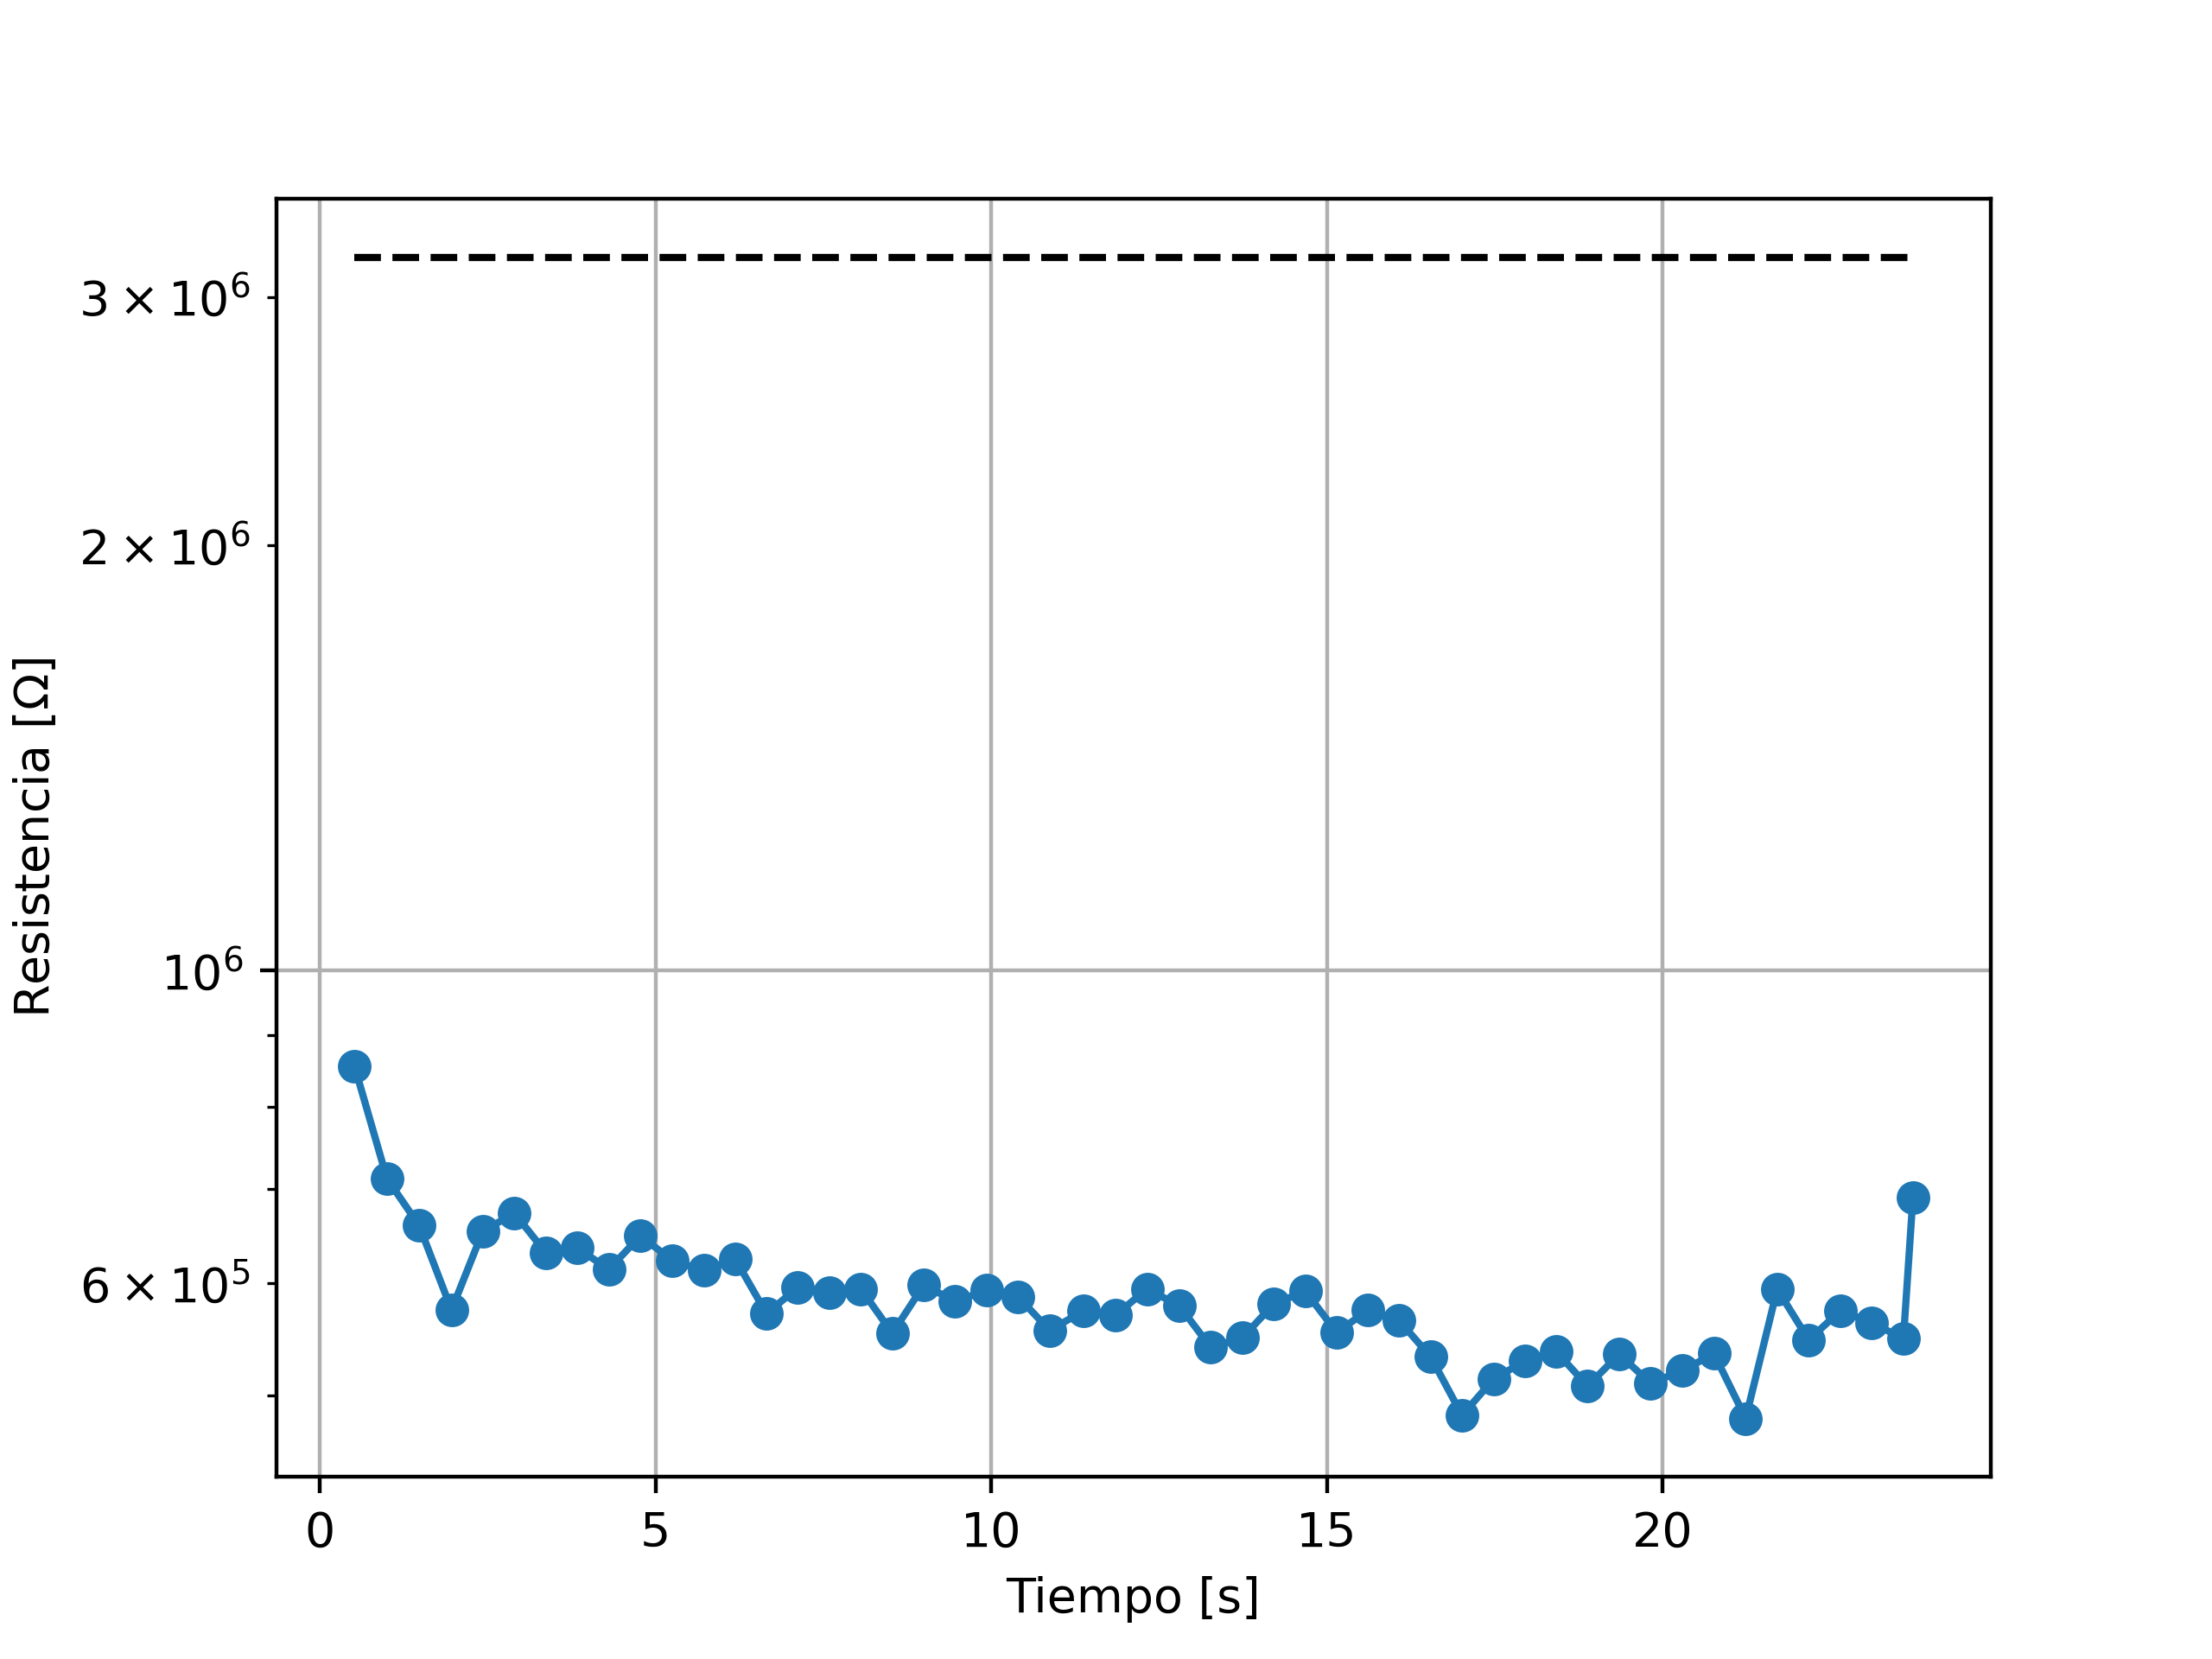 3 × 10⁶
2 × 10⁶
10⁶
6 × 10⁵
Resistencia [Ω]
0 5 10 15 20
Tiempo [s]